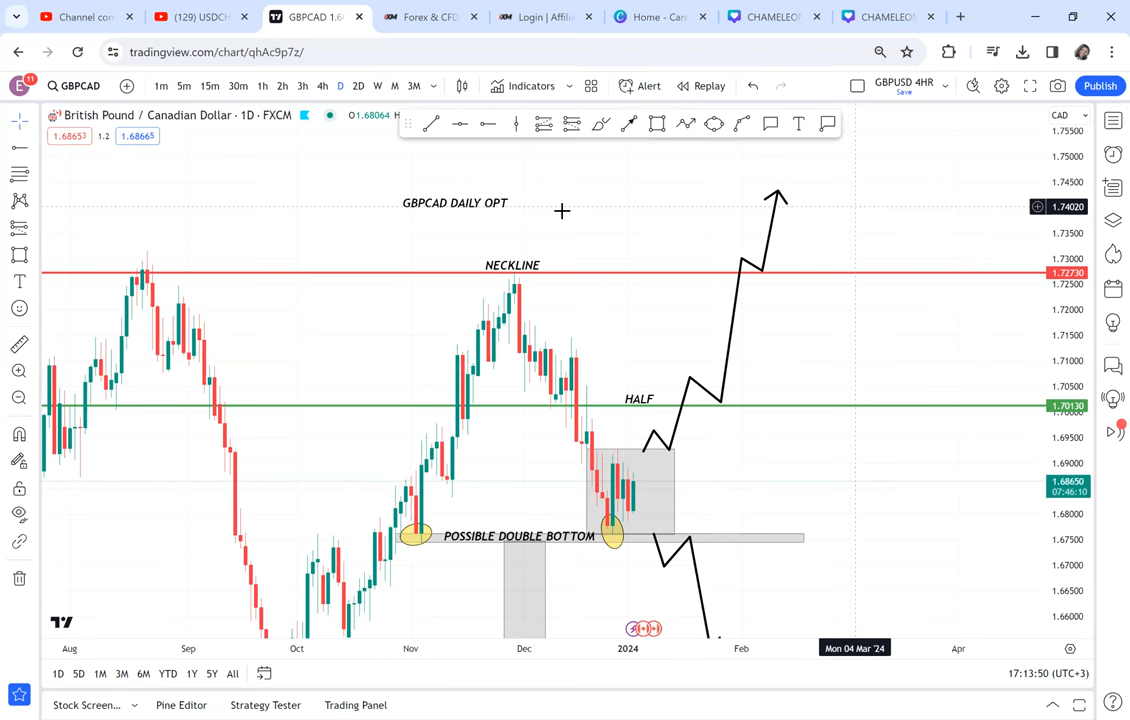 Channel con
(129) USDCH
GBPCAD 1.6
Forex & CFD
Login | Affilia
Home - Can
CHAMELEON
CHAMELEON
tradingview.com/chart/qhAc9p7z/
E 11
GBPCAD
1m 5m 15m 30m 1h 2h 3h 4h D 2D W M 3M
Indicators
Alert
Replay
GBPUSD 4HR
Save
Publish
British Pound / Canadian Dollar · 1D · FXCM
O1.68064 H
CAD
1.68653
1.2
1.68665
1.75500
1.75000
1.74500
1.74020
1.73500
1.73000
1.72730
1.72500
1.72000
1.71500
1.71000
1.70500
1.70130
1.70000
1.69500
1.69000
1.68650
07:46:10
1.68000
1.67500
1.67000
1.66500
1.66000
GBPCAD DAILY OPT
NECKLINE
HALF
POSSIBLE DOUBLE BOTTOM
Aug Sep Oct Nov Dec 2024 Feb Mon 04 Mar '24 Apr
1D 5D 1M 3M 6M YTD 1Y 5Y All
17:13:50 (UTC+3)
Stock Screen...
Pine Editor
Strategy Tester
Trading Panel